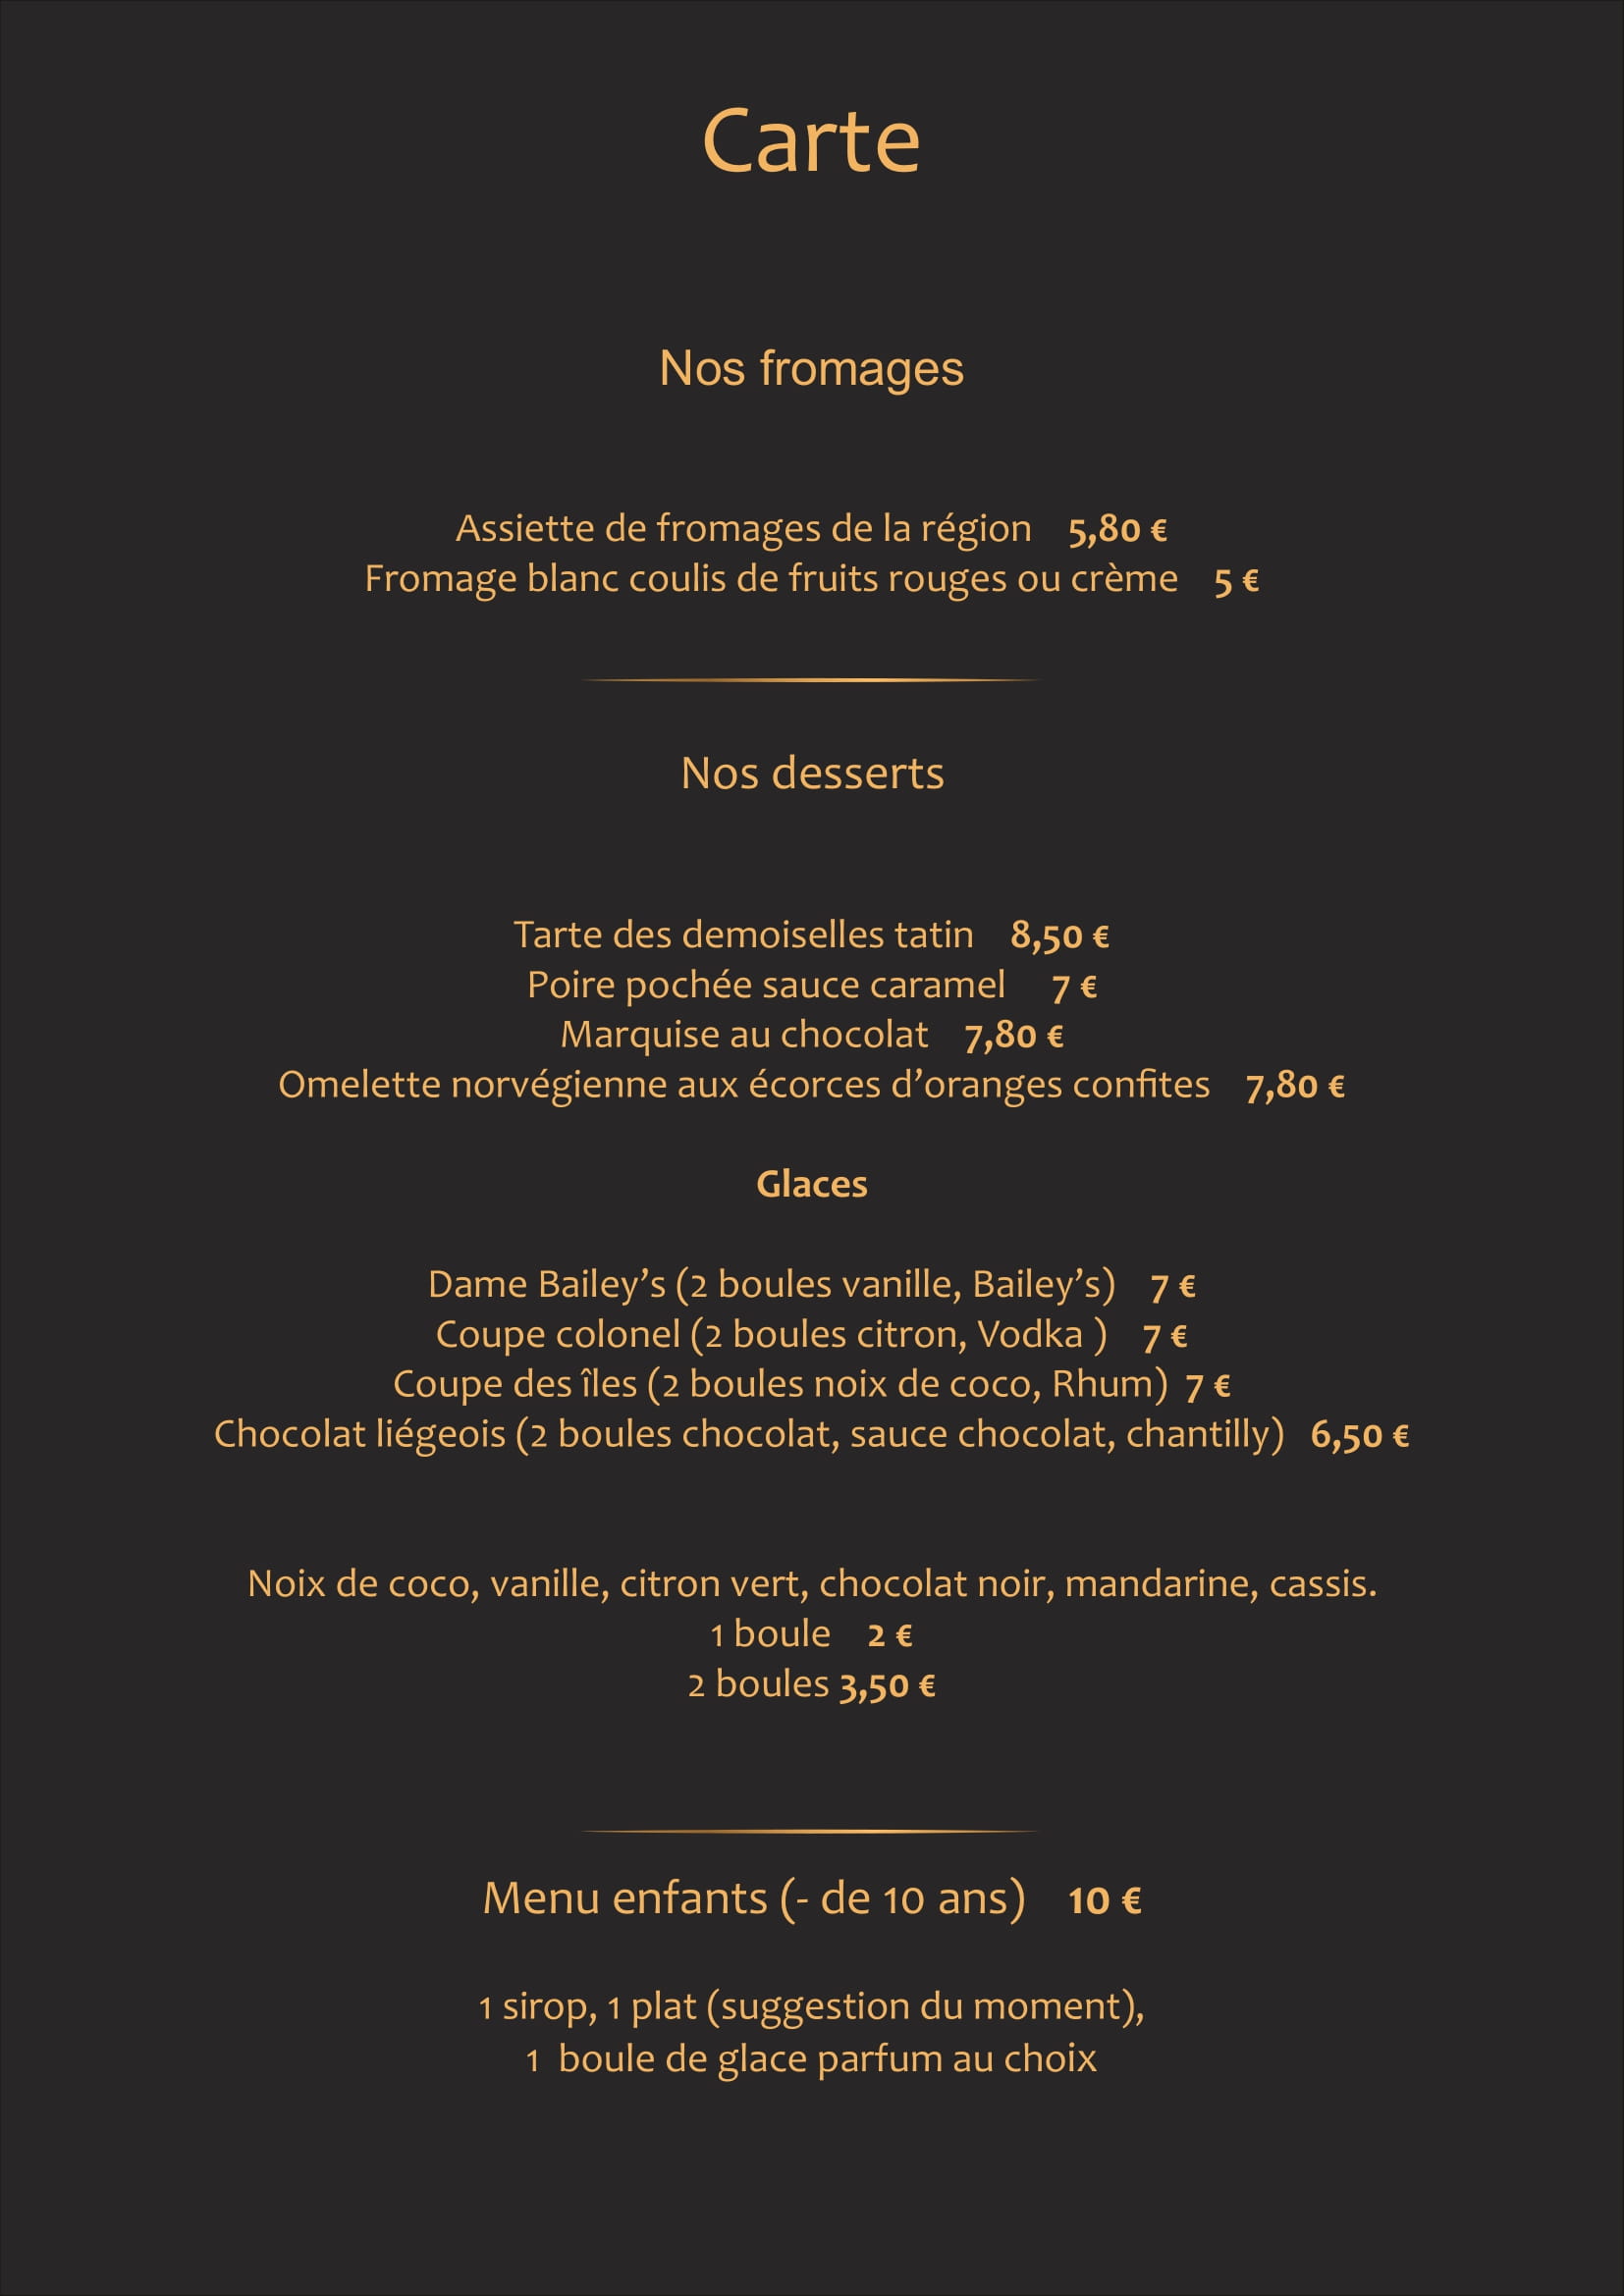 Carte
Nos fromages
Assiette de fromages de la région 5,80 €
Fromage blanc coulis de fruits rouges ou crème 5 €
Nos desserts
Tarte des demoiselles tatin 8,50 €
Poire pochée sauce caramel 7 €
Marquise au chocolat 7,80 €
Omelette norvégienne aux écorces d’oranges confites 7,80 €
Glaces
Dame Bailey’s (2 boules vanille, Bailey’s) 7 €
Coupe colonel (2 boules citron, Vodka ) 7 €
Coupe des îles (2 boules noix de coco, Rhum) 7 €
Chocolat liégeois (2 boules chocolat, sauce chocolat, chantilly) 6,50 €
Noix de coco, vanille, citron vert, chocolat noir, mandarine, cassis.
1 boule 2 €
2 boules 3,50 €
Menu enfants (- de 10 ans) 10 €
1 sirop, 1 plat (suggestion du moment),
1 boule de glace parfum au choix